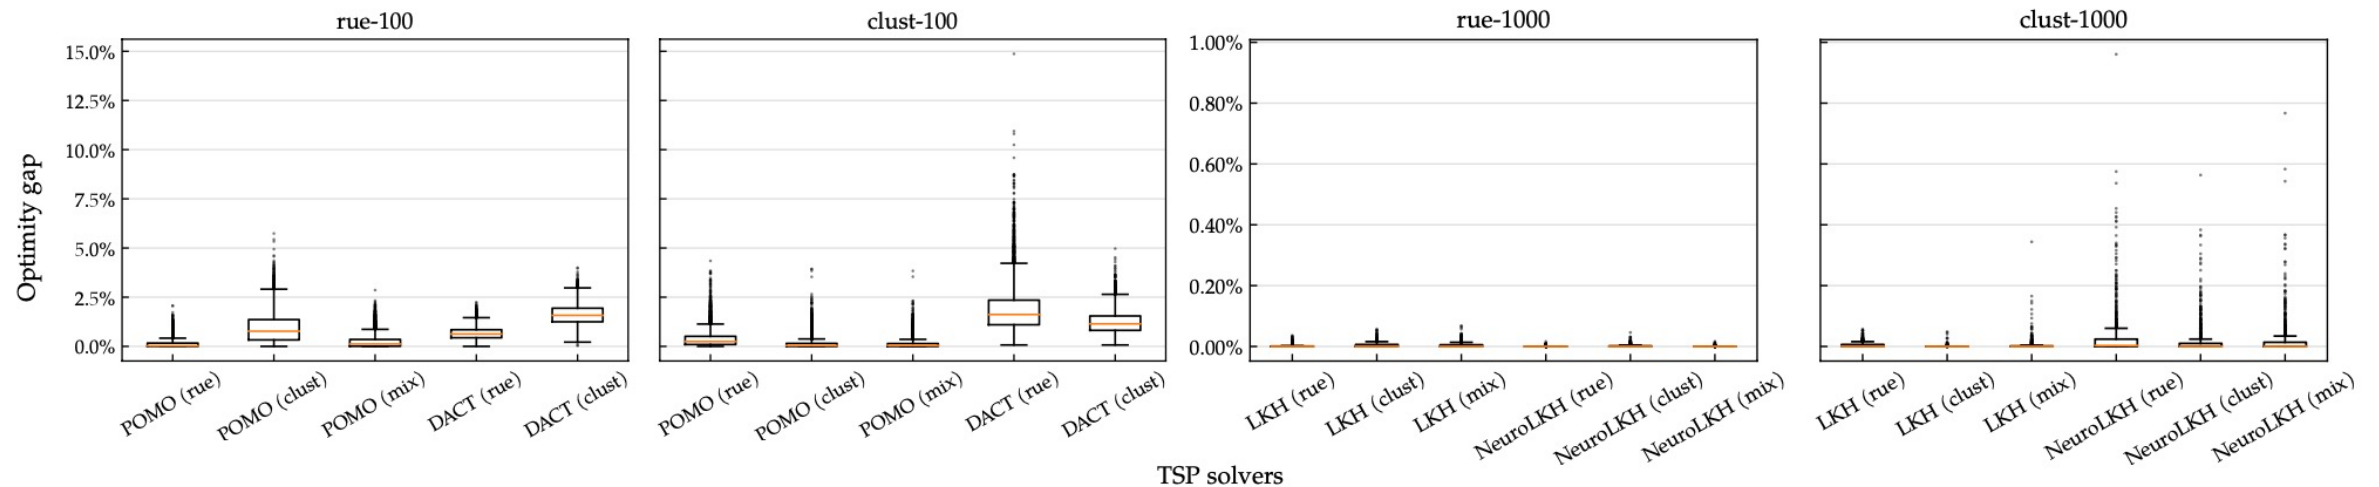 rue-100
clust-100
rue-1000
clust-1000
Optimity gap
15.0%
12.5%
10.0%
7.5%
5.0%
2.5%
0.0%
POMO (rue)
POMO (clust)
POMO (mix)
DACT (rue)
DACT (clust)
POMO (rue)
POMO (clust)
POMO (mix)
DACT (rue)
DACT (clust)
1.00%
0.80%
0.60%
0.40%
0.20%
0.00%
LKH (rue)
LKH (clust)
LKH (mix)
NeuroLKH (rue)
NeuroLKH (clust)
NeuroLKH (mix)
LKH (rue)
LKH (clust)
LKH (mix)
NeuroLKH (rue)
NeuroLKH (clust)
NeuroLKH (mix)
TSP solvers